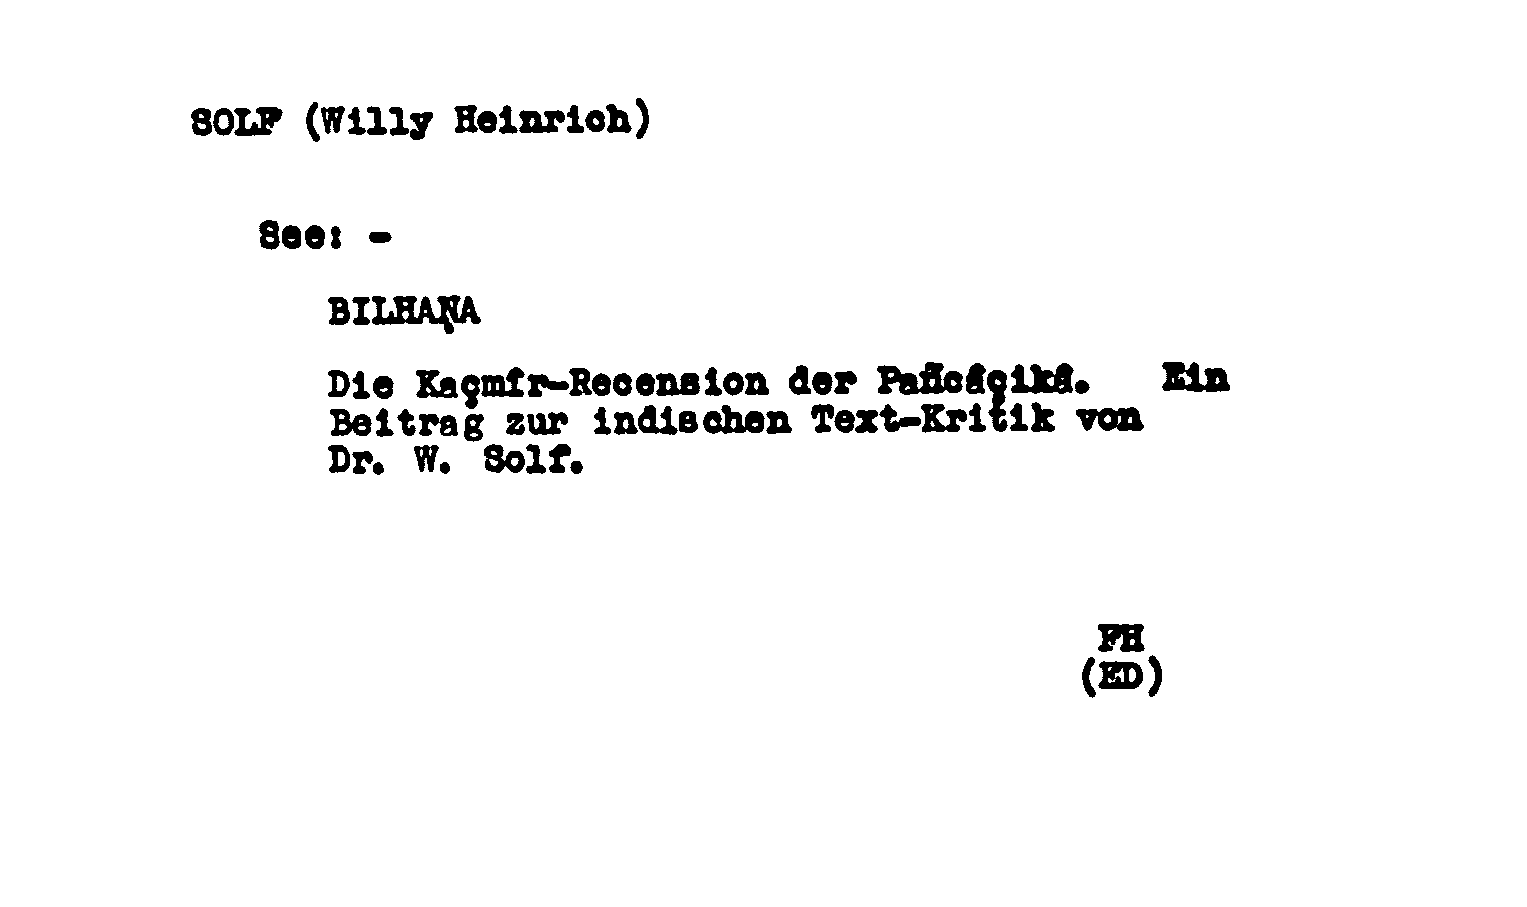 SOLF (Willy Heinrich)
See: -
BILHAṆA
Die Kaçmîr-Recension der Pañcâçikâ. Ein
Beitrag zur indischen Text-Kritik von
Dr. W. Solf.
FH
(ED)